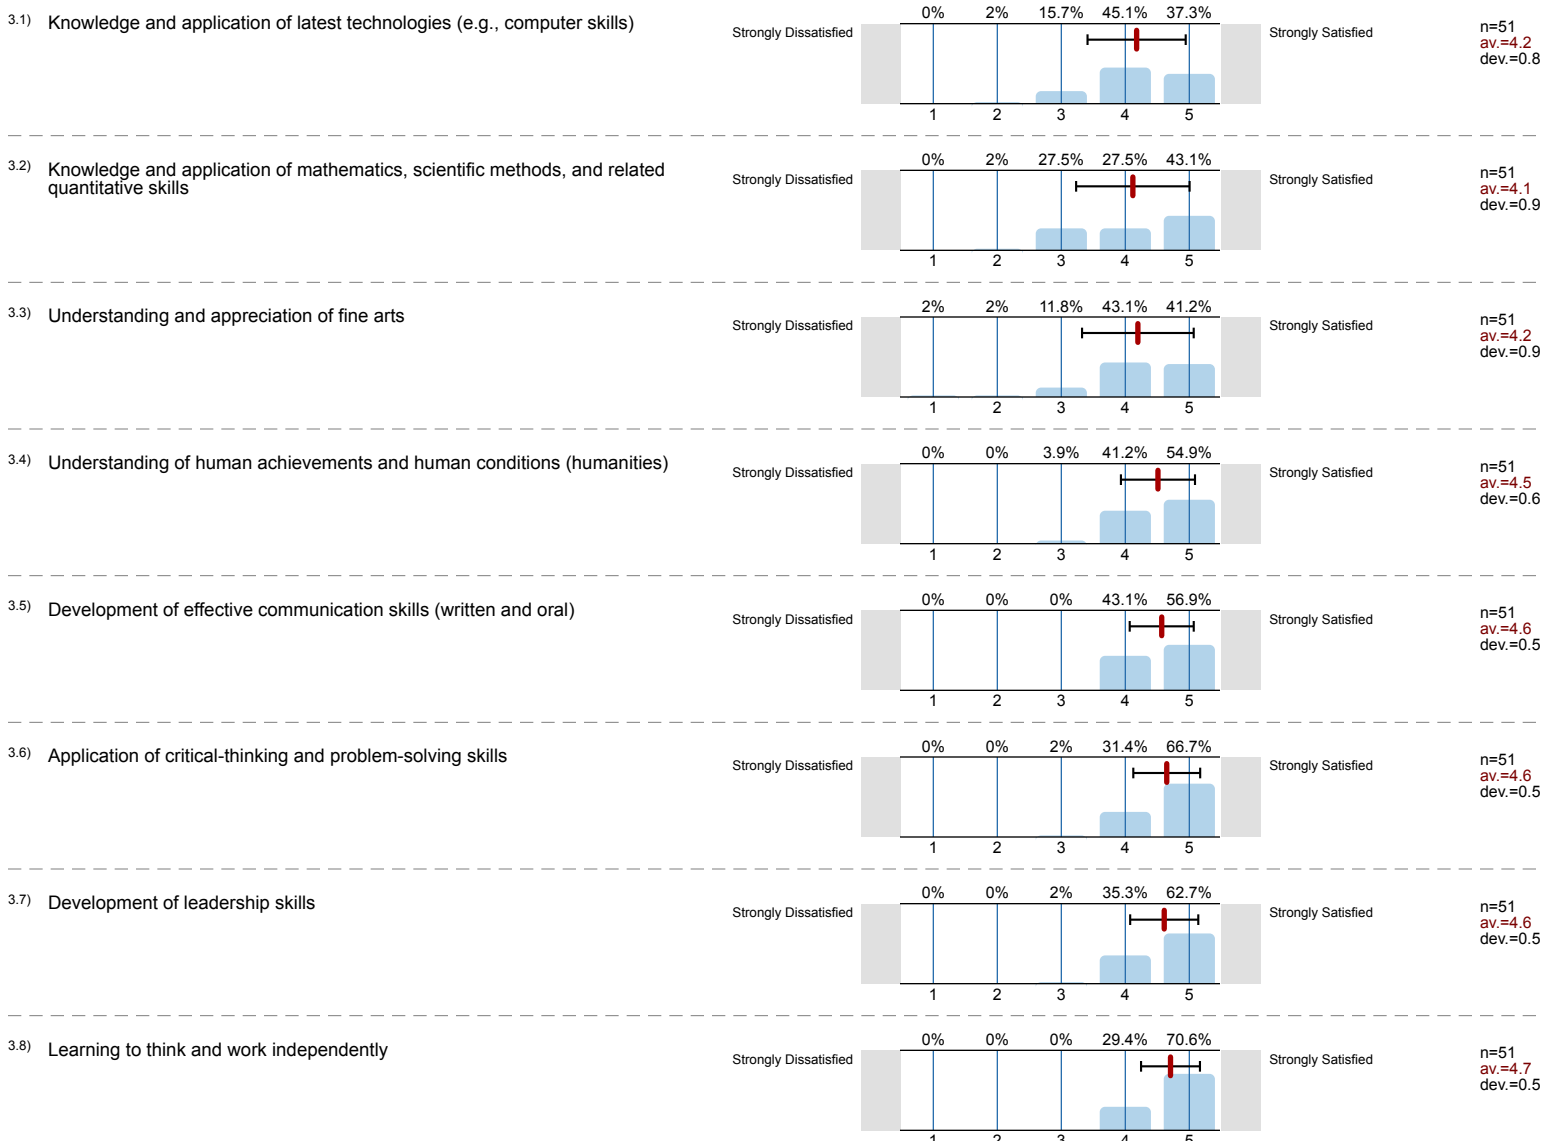 3.1) Knowledge and application of latest technologies (e.g., computer skills)
Strongly Dissatisfied
0% 2% 15.7% 45.1% 37.3%
1 2 3 4 5
Strongly Satisfied
n=51
av.=4.2
dev.=0.8
3.2) Knowledge and application of mathematics, scientific methods, and related
quantitative skills
Strongly Dissatisfied
0% 2% 27.5% 27.5% 43.1%
1 2 3 4 5
Strongly Satisfied
n=51
av.=4.1
dev.=0.9
3.3) Understanding and appreciation of fine arts
Strongly Dissatisfied
2% 2% 11.8% 43.1% 41.2%
1 2 3 4 5
Strongly Satisfied
n=51
av.=4.2
dev.=0.9
3.4) Understanding of human achievements and human conditions (humanities)
Strongly Dissatisfied
0% 0% 3.9% 41.2% 54.9%
1 2 3 4 5
Strongly Satisfied
n=51
av.=4.5
dev.=0.6
3.5) Development of effective communication skills (written and oral)
Strongly Dissatisfied
0% 0% 0% 43.1% 56.9%
1 2 3 4 5
Strongly Satisfied
n=51
av.=4.6
dev.=0.5
3.6) Application of critical-thinking and problem-solving skills
Strongly Dissatisfied
0% 0% 2% 31.4% 66.7%
1 2 3 4 5
Strongly Satisfied
n=51
av.=4.6
dev.=0.5
3.7) Development of leadership skills
Strongly Dissatisfied
0% 0% 2% 35.3% 62.7%
1 2 3 4 5
Strongly Satisfied
n=51
av.=4.6
dev.=0.5
3.8) Learning to think and work independently
Strongly Dissatisfied
0% 0% 0% 29.4% 70.6%
1 2 3 4 5
Strongly Satisfied
n=51
av.=4.7
dev.=0.5